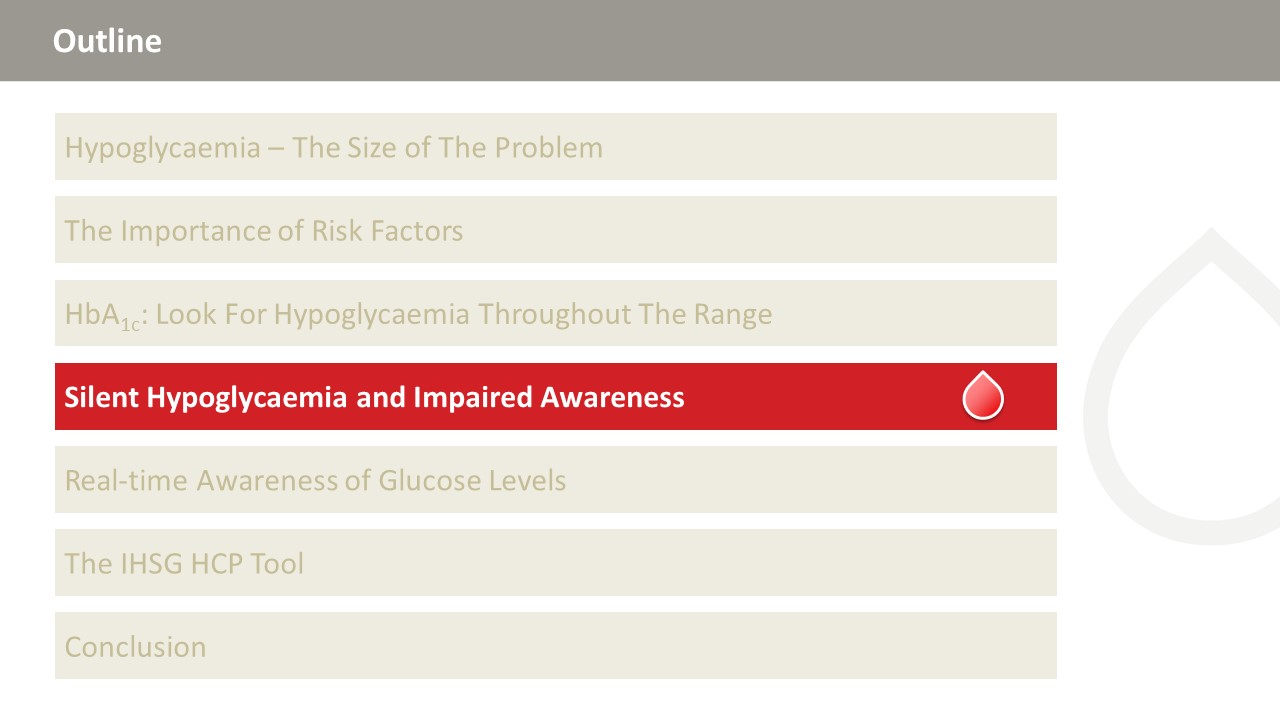 Outline
Hypoglycaemia – The Size of The Problem
The Importance of Risk Factors
HbA1c: Look For Hypoglycaemia Throughout The Range
Silent Hypoglycaemia and Impaired Awareness
Real-time Awareness of Glucose Levels
The IHSG HCP Tool
Conclusion